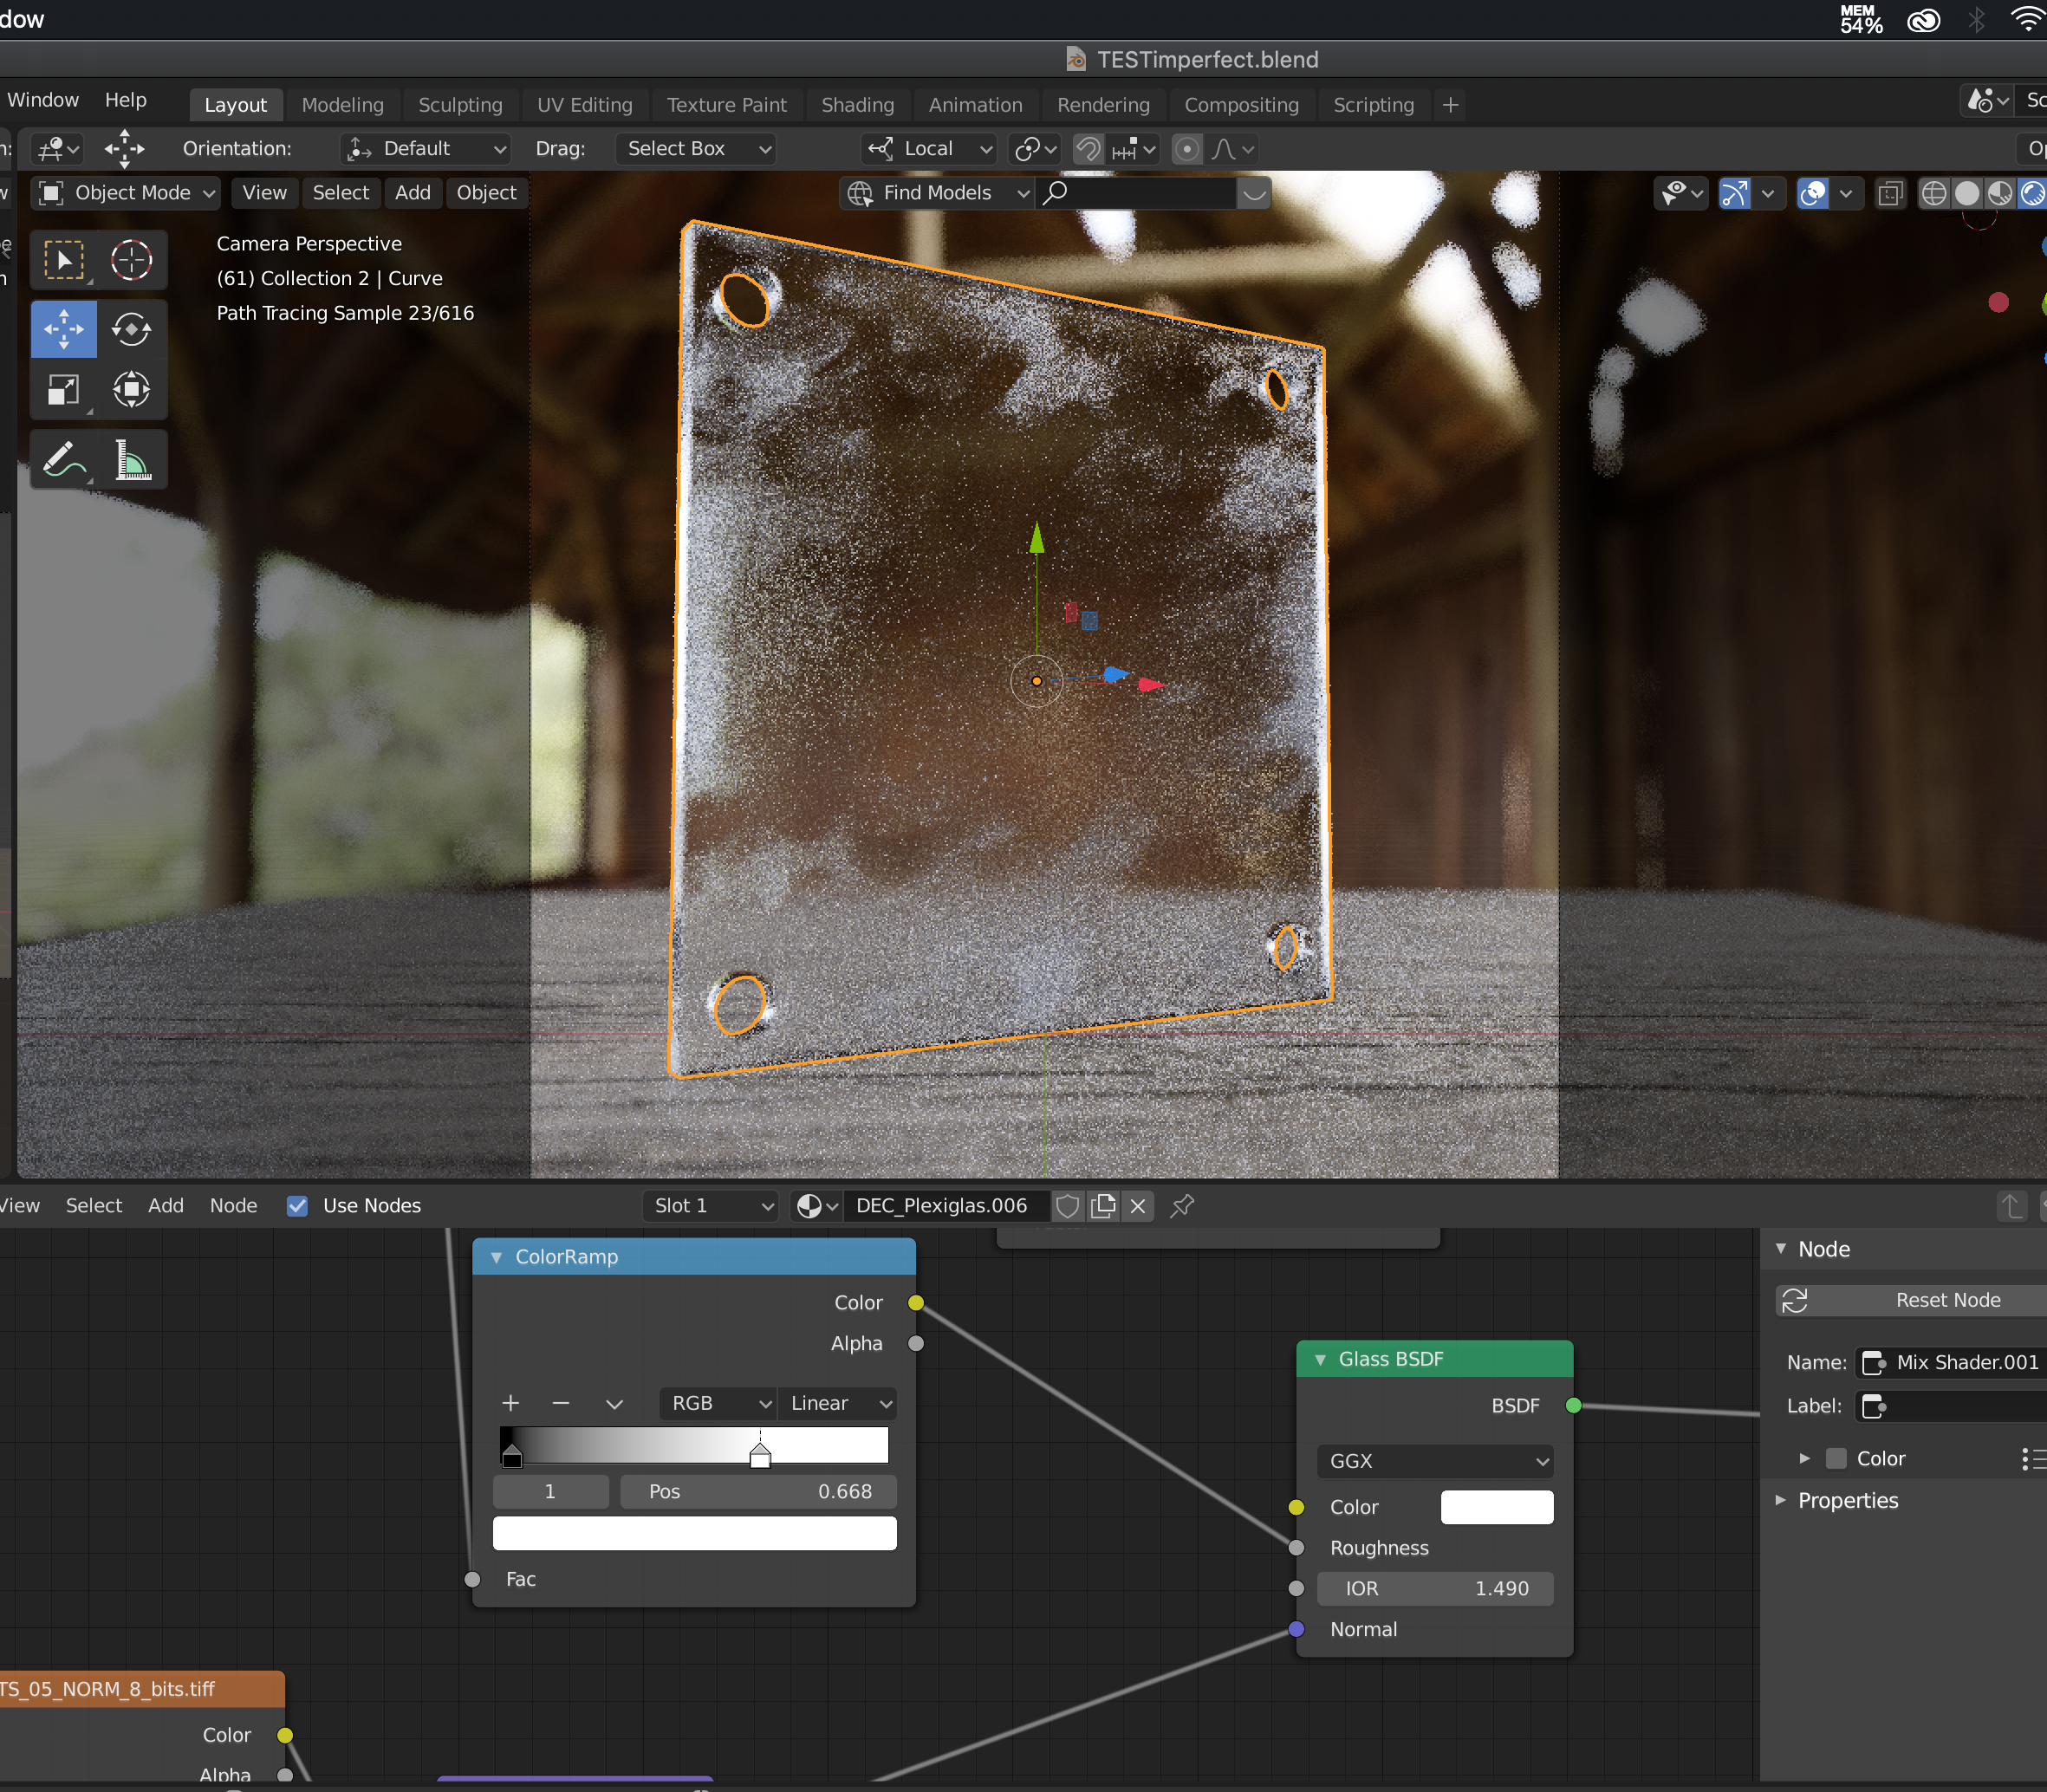 dow
MEM
54%
TESTimperfect.blend
Window Help Layout Modeling Sculpting UV Editing Texture Paint Shading Animation Rendering Compositing Scripting + Sc
Orientation: Default Drag: Select Box Local Op
Object Mode View Select Add Object Find Models
Camera Perspective
(61) Collection 2 | Curve
Path Tracing Sample 23/616
View Select Add Node Use Nodes Slot 1 DEC_Plexiglas.006
ColorRamp
Color
Alpha
RGB Linear
1 Pos 0.668
Fac
Glass BSDF
BSDF
GGX
Color
Roughness
IOR 1.490
Normal
TS_05_NORM_8_bits.tiff
Color
Alpha
Node
Reset Node
Name: Mix Shader.001
Label:
Color
Properties